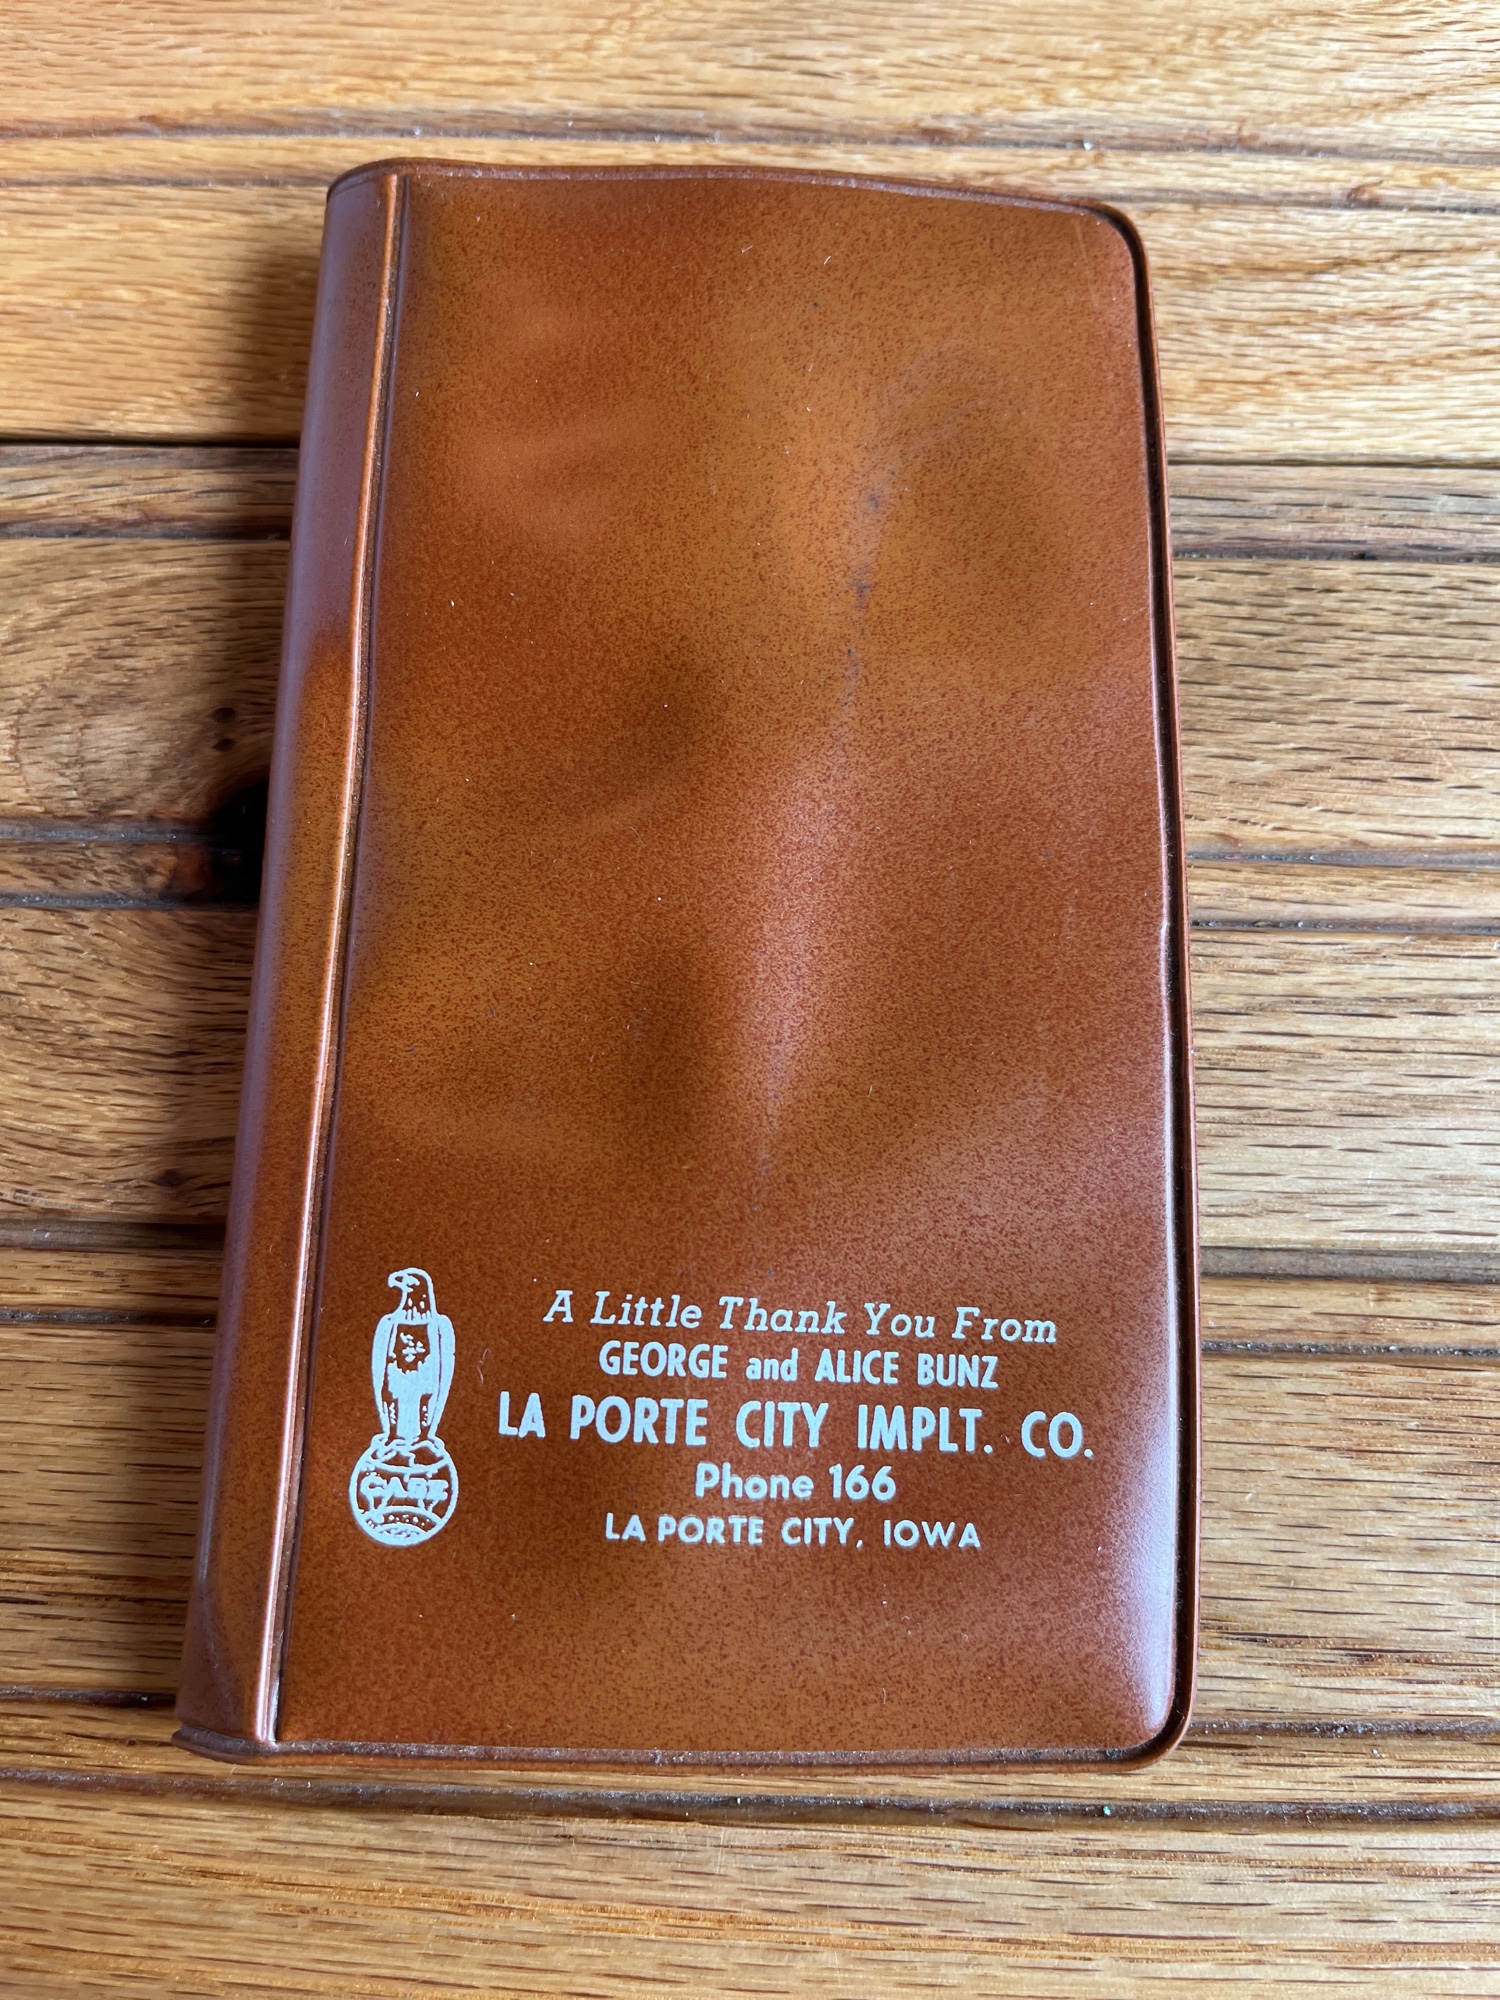 A Little Thank You From
GEORGE and ALICE BUNZ
LA PORTE CITY IMPLT. CO.
Phone 166
LA PORTE CITY, IOWA
CASE